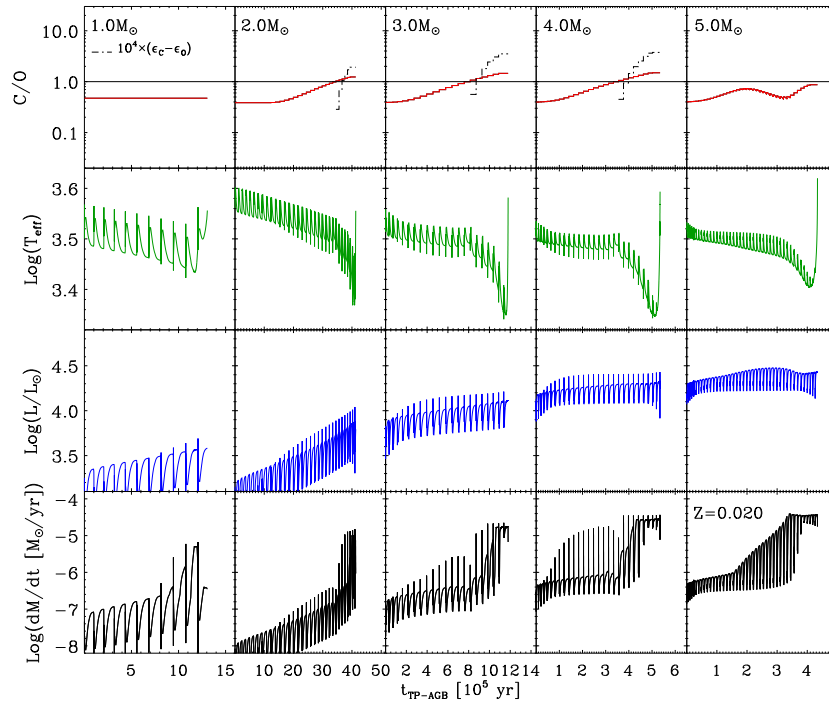 1.0M⊙ 2.0M⊙ 3.0M⊙ 4.0M⊙ 5.0M⊙
10⁴×(ϵC−ϵO)
C/O
10.0
1.0
0.1
Log(Teff)
3.6
3.5
3.4
Log(L/L⊙)
4.5
4.0
3.5
Log(dM/dt [M⊙/yr])
Z=0.020
−4
−5
−6
−7
−8
5 10 15 10 20 30 40 50 2 4 6 8 10 12 14 1 2 3 4 5 6 1 2 3 4
tTP−AGB [10⁵ yr]